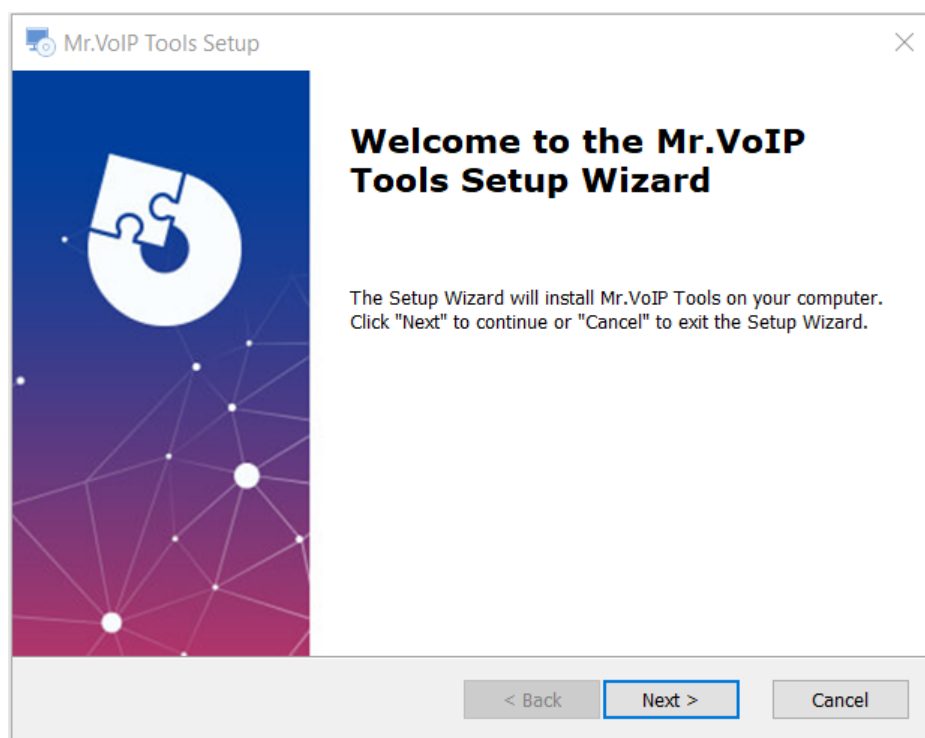 Mr.VoIP Tools Setup
Welcome to the Mr.VoIP
Tools Setup Wizard
The Setup Wizard will install Mr.VoIP Tools on your computer.
Click "Next" to continue or "Cancel" to exit the Setup Wizard.
< Back Next > Cancel